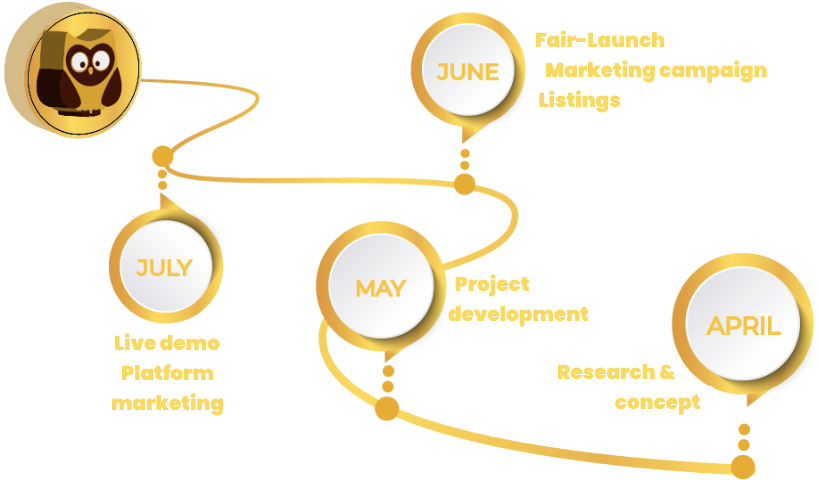 JUNE
Fair-Launch
Marketing campaign
Listings
JULY
Live demo
Platform
marketing
MAY
Project
development
APRIL
Research &
concept